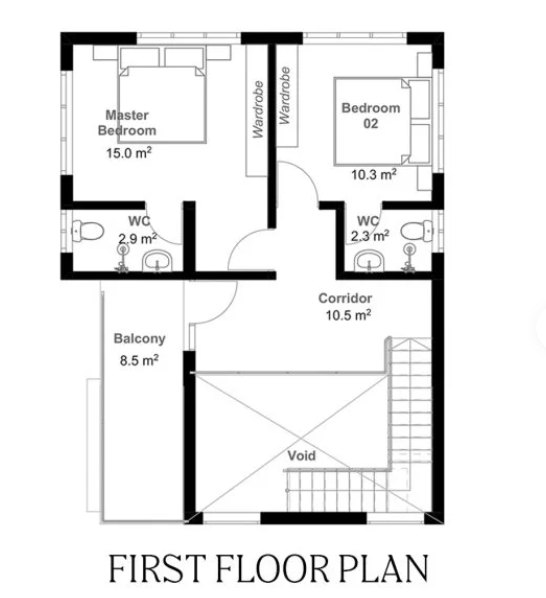 Master
Bedroom
15.0 m²
Wardrobe
Wardrobe
Bedroom
02
10.3 m²
WC
2.9 m²
WC
2.3 m²
Corridor
10.5 m²
Balcony
8.5 m²
Void
FIRST FLOOR PLAN